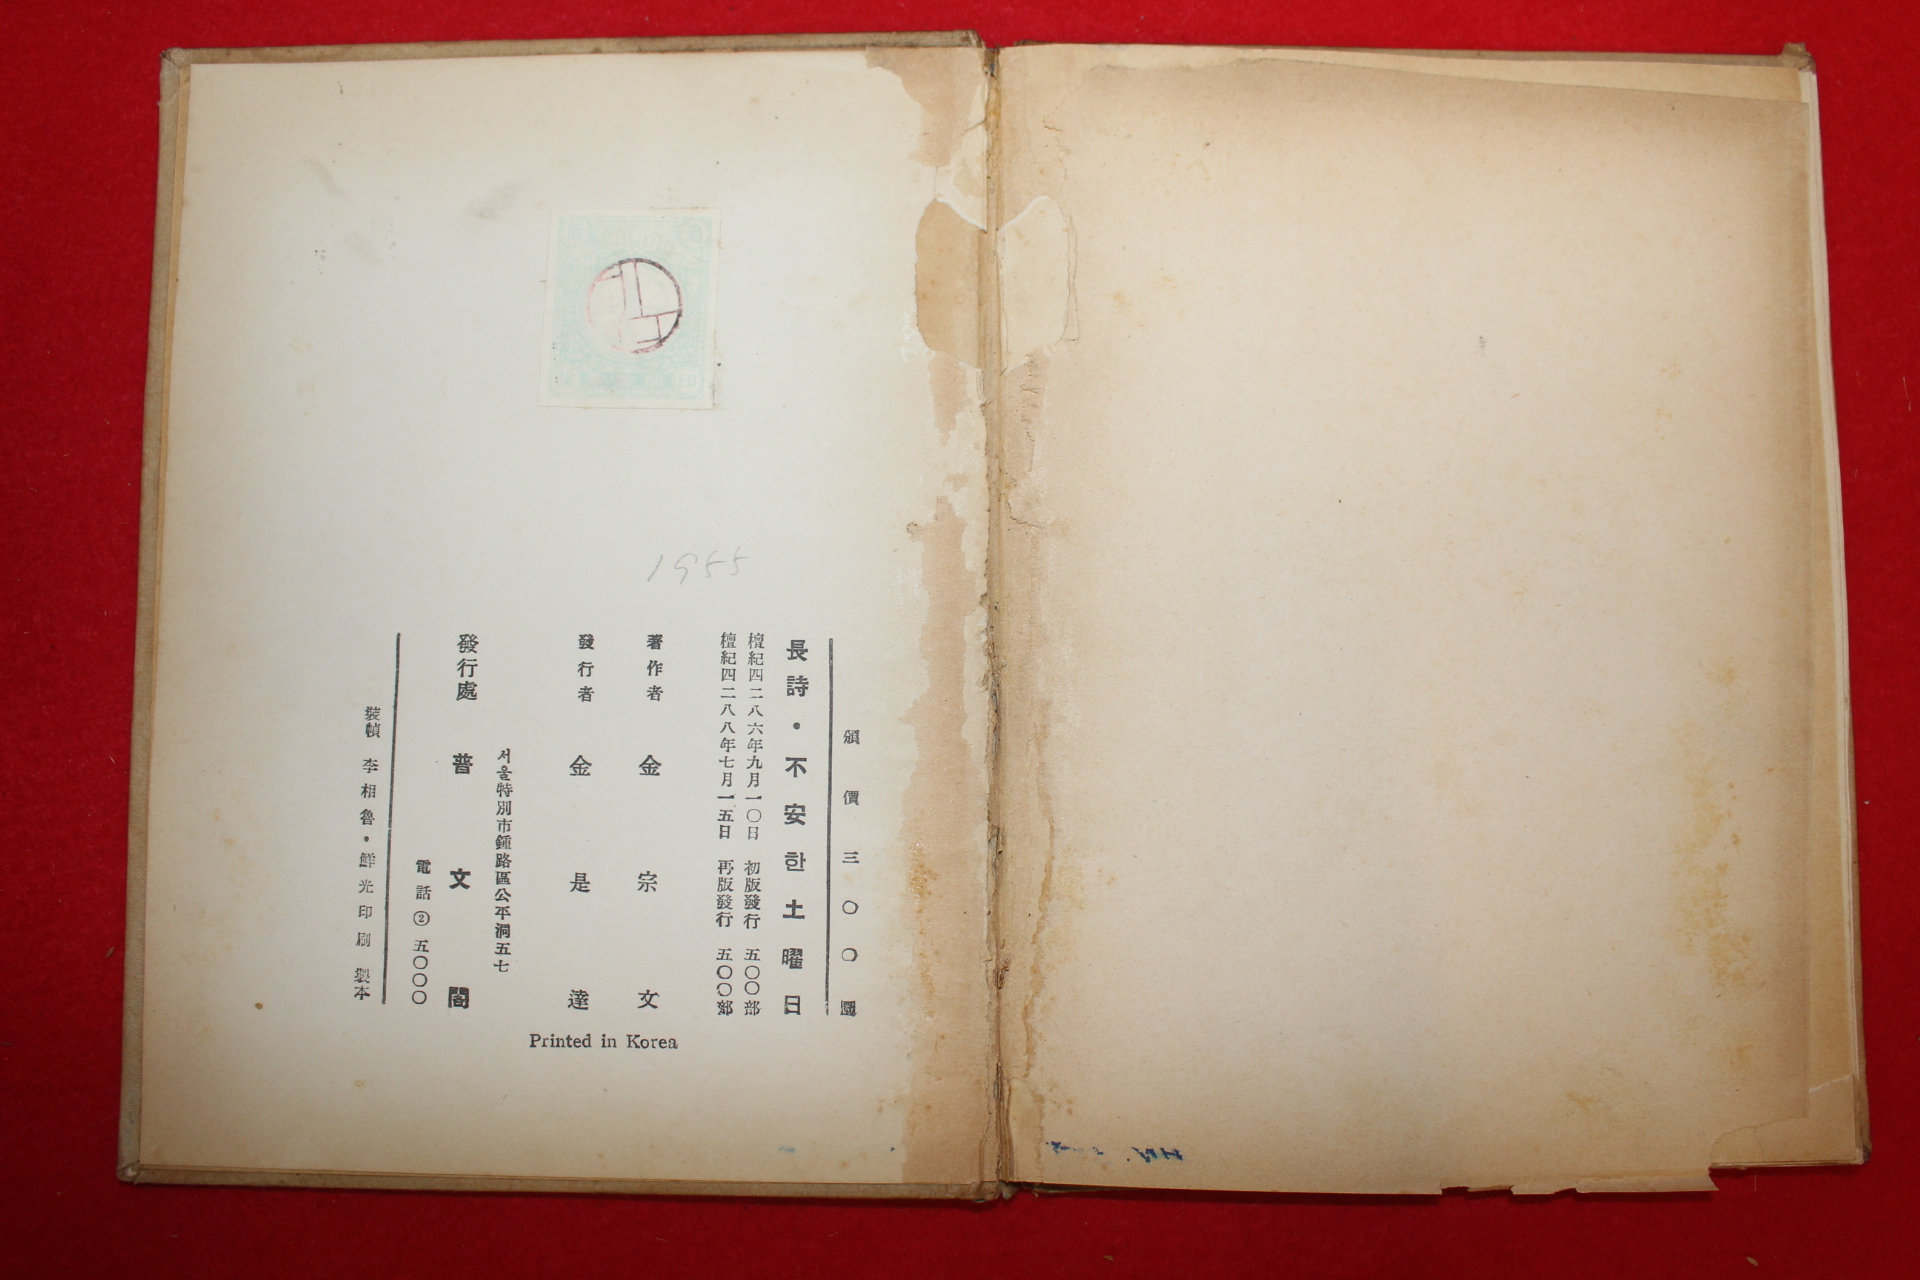 頒價 三〇〇圜
長詩・不安한土曜日
檀紀四二八六年九月一〇日 初版發行 五〇〇部
檀紀四二八八年七月一五日 再版發行 五〇〇部
著作者 金宗文
發行者 金是達
서울特別市鍾路區公平洞五七
發行處 普文閣
電話②五〇〇〇
裝幀 李相魯・鮮光印刷 製本
Printed in Korea
1955
印